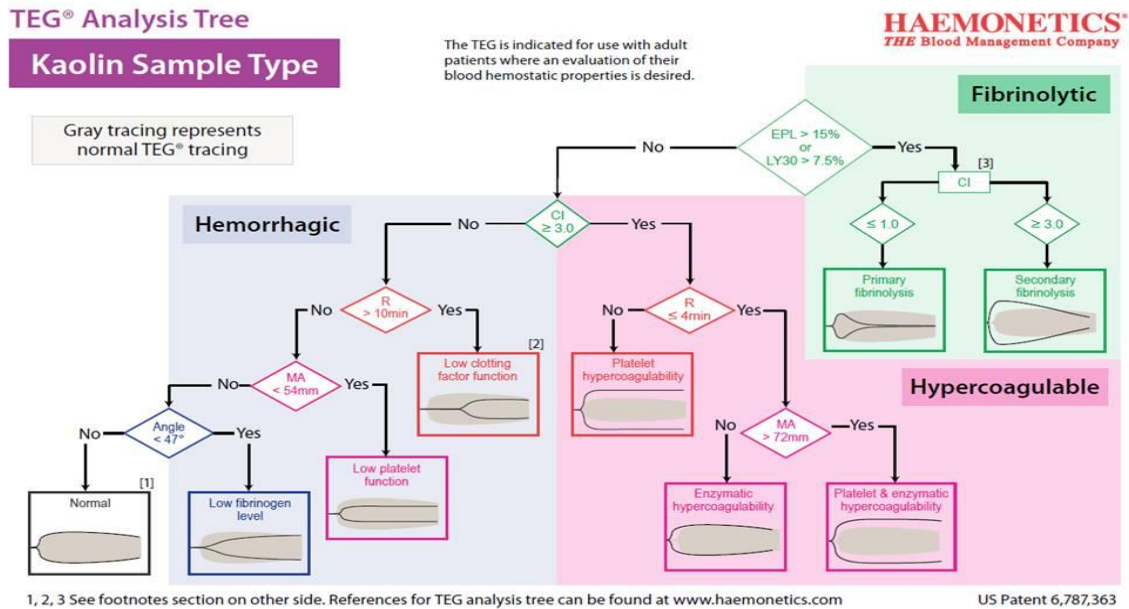 TEG® Analysis Tree
Kaolin Sample Type
The TEG is indicated for use with adult
patients where an evaluation of their
blood hemostatic properties is desired.
HAEMONETICS®
THE Blood Management Company
Gray tracing represents
normal TEG® tracing
Fibrinolytic
EPL > 15%
or
LY30 > 7.5%
No
Yes
[3]
CI
≤ 1.0
≥ 3.0
Primary
fibrinolysis
Secondary
fibrinolysis
Hemorrhagic
CI
≥ 3.0
No
Yes
R
> 10min
No
Yes
R
≤ 4min
No
Yes
[2]
Low clotting
factor function
Platelet
hypercoagulability
Hypercoagulable
MA
< 54mm
No
Yes
MA
> 72mm
No
Yes
Angle
< 47°
No
Yes
Low platelet
function
[1]
Normal
Low fibrinogen
level
Enzymatic
hypercoagulability
Platelet & enzymatic
hypercoagulability
1, 2, 3 See footnotes section on other side. References for TEG analysis tree can be found at www.haemonetics.com
US Patent 6,787,363